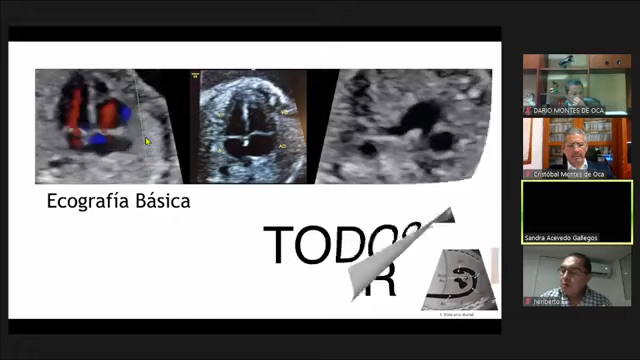 Ecografía Básica
TODOS
R
DARIO MONTES DE OCA
Cristóbal Montes de Oca
Sandra Acevedo Gallegos
heriberto